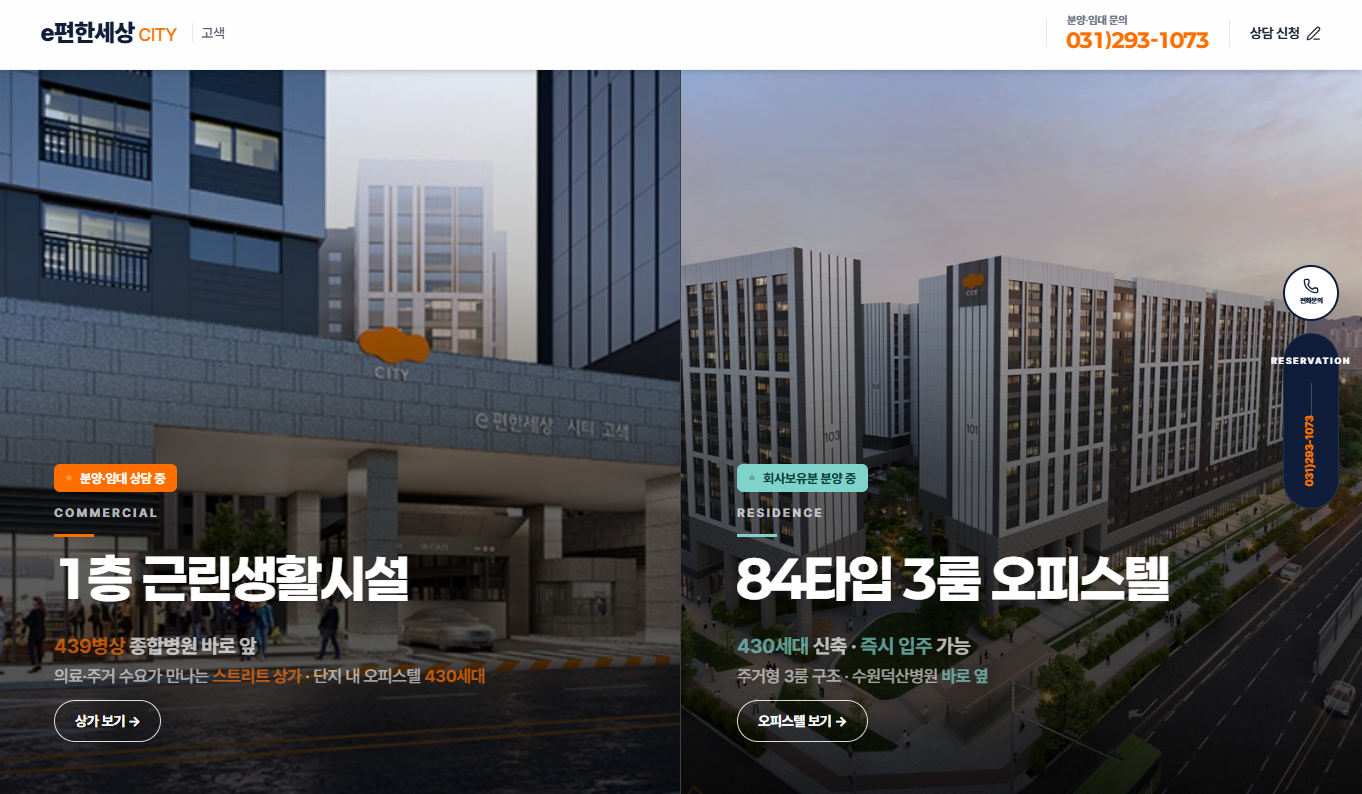 e편한세상 CITY 고색
분양·임대 문의
031)293-1073
상담 신청
CITY
e편한세상 시티 고색
분양·임대 상담 중
COMMERCIAL
1층 근린생활시설
439병상 종합병원 바로 앞
의료·주거 수요가 만나는 스트리트 상가 · 단지 내 오피스텔 430세대
상가 보기 →
CITY
103
101
회사보유분 분양 중
RESIDENCE
84타입 3룸 오피스텔
430세대 신축 · 즉시 입주 가능
주거형 3룸 구조 · 수원덕산병원 바로 옆
오피스텔 보기 →
전화문의
RESERVATION
031)293-1073